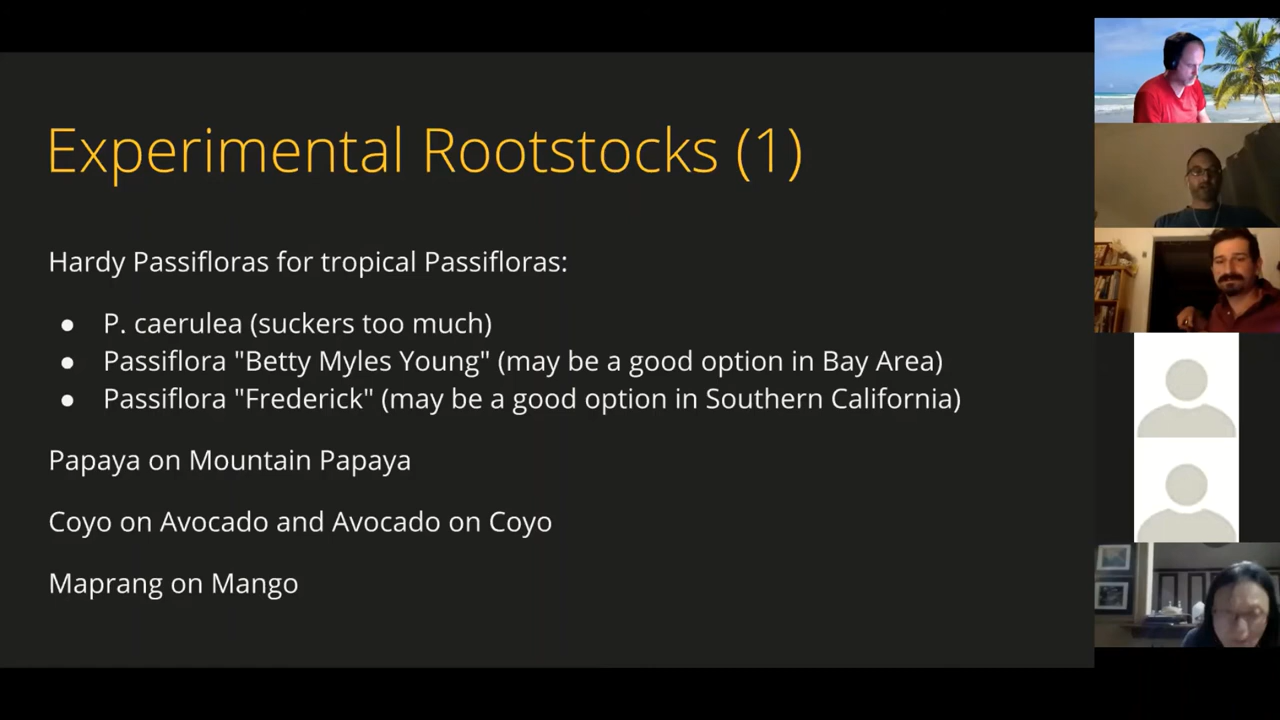 Experimental Rootstocks (1)
Hardy Passifloras for tropical Passifloras:
● P. caerulea (suckers too much)
● Passiflora "Betty Myles Young" (may be a good option in Bay Area)
● Passiflora "Frederick" (may be a good option in Southern California)
Papaya on Mountain Papaya
Coyo on Avocado and Avocado on Coyo
Maprang on Mango